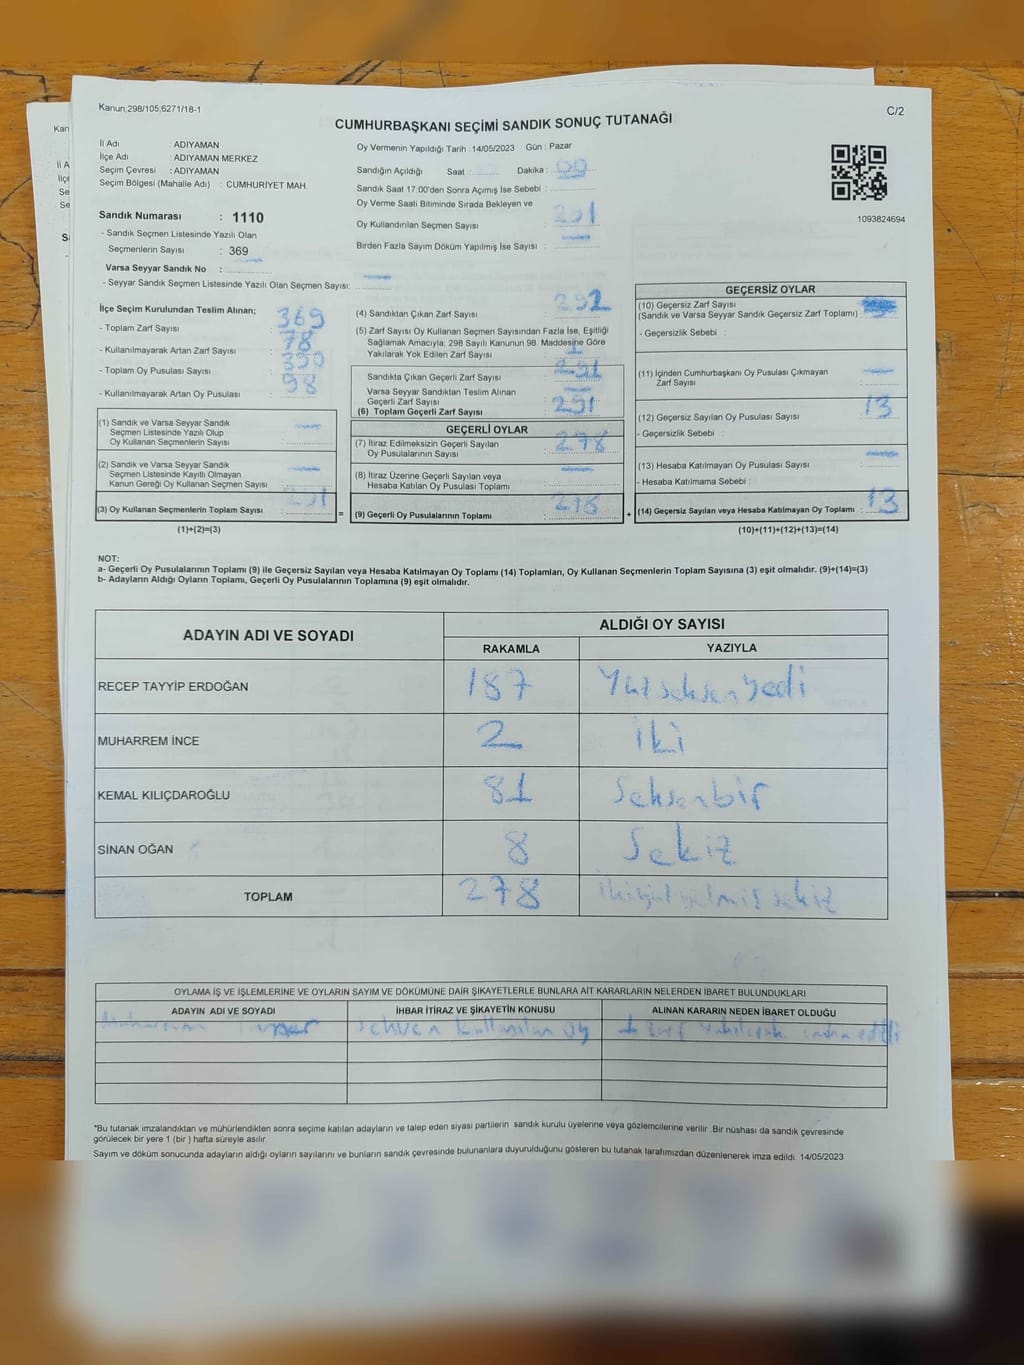 Kanun;298/105;6271/18-1
C/2
CUMHURBAŞKANI SEÇİMİ SANDIK SONUÇ TUTANAĞI
İl Adı : ADIYAMAN
İlçe Adı : ADIYAMAN MERKEZ
Seçim Çevresi : ADIYAMAN
Seçim Bölgesi (Mahalle Adı) : CUMHURİYET MAH.
Sandık Numarası : 1110
- Sandık Seçmen Listesinde Yazılı Olan
Seçmenlerin Sayısı : 369
Varsa Seyyar Sandık No :
- Seyyar Sandık Seçmen Listesinde Yazılı Olan Seçmen Sayısı:
Oy Vermenin Yapıldığı Tarih : 14/05/2023 Gün : Pazar
Sandığın Açıldığı Saat : Dakika : 00
Sandık Saat 17:00'den Sonra Açılmış İse Sebebi :
Oy Verme Saati Bitiminde Sırada Bekleyen ve
Oy Kullandırılan Seçmen Sayısı : 291
Birden Fazla Sayım Döküm Yapılmış İse Sayısı :
1093824694
İlçe Seçim Kurulundan Teslim Alınan;
- Toplam Zarf Sayısı : 369
- Kullanılmayarak Artan Zarf Sayısı : 78
- Toplam Oy Pusulası Sayısı : 390
- Kullanılmayarak Artan Oy Pusulası : 98
(1) Sandık ve Varsa Seyyar Sandık
Seçmen Listesinde Yazılı Olup
Oy Kullanan Seçmenlerin Sayısı :
(2) Sandık ve Varsa Seyyar Sandık
Seçmen Listesinde Kayıtlı Olmayan
Kanun Gereği Oy Kullanan Seçmen Sayısı :
(3) Oy Kullanan Seçmenlerin Toplam Sayısı : 291
(1)+(2)=(3)
=
(4) Sandıktan Çıkan Zarf Sayısı : 292
(5) Zarf Sayısı Oy Kullanan Seçmen Sayısından Fazla İse, Eşitliği
Sağlamak Amacıyla, 298 Sayılı Kanunun 98. Maddesine Göre
Yakılarak Yok Edilen Zarf Sayısı : 1
Sandıkta Çıkan Geçerli Zarf Sayısı : 291
Varsa Seyyar Sandıktan Teslim Alınan
Geçerli Zarf Sayısı :
(6) Toplam Geçerli Zarf Sayısı : 291
GEÇERLİ OYLAR
(7) İtiraz Edilmeksizin Geçerli Sayılan
Oy Pusulalarının Sayısı : 278
(8) İtiraz Üzerine Geçerli Sayılan veya
Hesaba Katılan Oy Pusulası Toplamı :
(9) Geçerli Oy Pusulalarının Toplamı :
+
GEÇERSİZ OYLAR
(10) Geçersiz Zarf Sayısı
(Sandık ve Varsa Seyyar Sandık Geçersiz Zarf Toplamı) :
- Geçersizlik Sebebi :
(11) İçinden Cumhurbaşkanı Oy Pusulası Çıkmayan
Zarf Sayısı :
(12) Geçersiz Sayılan Oy Pusulası Sayısı : 13
- Geçersizlik Sebebi :
(13) Hesaba Katılmayan Oy Pusulası Sayısı :
- Hesaba Katılmama Sebebi :
(14) Geçersiz Sayılan veya Hesaba Katılmayan Oy Toplamı : 13
(10)+(11)+(12)+(13)=(14)
NOT:
a- Geçerli Oy Pusulalarının Toplamı (9) ile Geçersiz Sayılan veya Hesaba Katılmayan Oy Toplamı (14) Toplamları, Oy Kullanan Seçmenlerin Toplam Sayısına (3) eşit olmalıdır. (9)+(14)=(3)
b- Adayların Aldığı Oyların Toplamı, Geçerli Oy Pusulalarının Toplamına (9) eşit olmalıdır.
ADAYIN ADI VE SOYADI ALDIĞI OY SAYISI
RAKAMLA YAZIYLA
RECEP TAYYİP ERDOĞAN 187 Yüzseksenyedi
MUHARREM İNCE 2 İki
KEMAL KILIÇDAROĞLU 81 Seksenbir
SİNAN OĞAN 8 Sekiz
TOPLAM 278 ikiyüzyetmiş sekiz
OYLAMA İŞ VE İŞLEMLERİNE VE OYLARIN SAYIM VE DÖKÜMÜNE DAİR ŞİKAYETLERLE BUNLARA AİT KARARLARIN NELERDEN İBARET BULUNDUKLARI
ADAYIN ADI VE SOYADI İHBAR İTİRAZ VE ŞİKAYETİN KONUSU ALINAN KARARIN NEDEN İBARET OLDUĞU
Sehven kullanılan oy 1 zarf yakılarak imha edildi
*Bu tutanak imzalandıktan ve mühürlendikten sonra seçime katılan adayların ve talep eden siyasi partilerin sandık kurulu üyelerine veya gözlemcilerine verilir. Bir nüshası da sandık çevresinde
görülecek bir yere 1 (bir) hafta süreyle asılır.
Sayım ve döküm sonucunda adayların aldığı oyların sayılarını ve bunların sandık çevresinde bulunanlara duyurulduğunu gösteren bu tutanak tarafımızdan düzenlenerek imza edildi. 14/05/2023